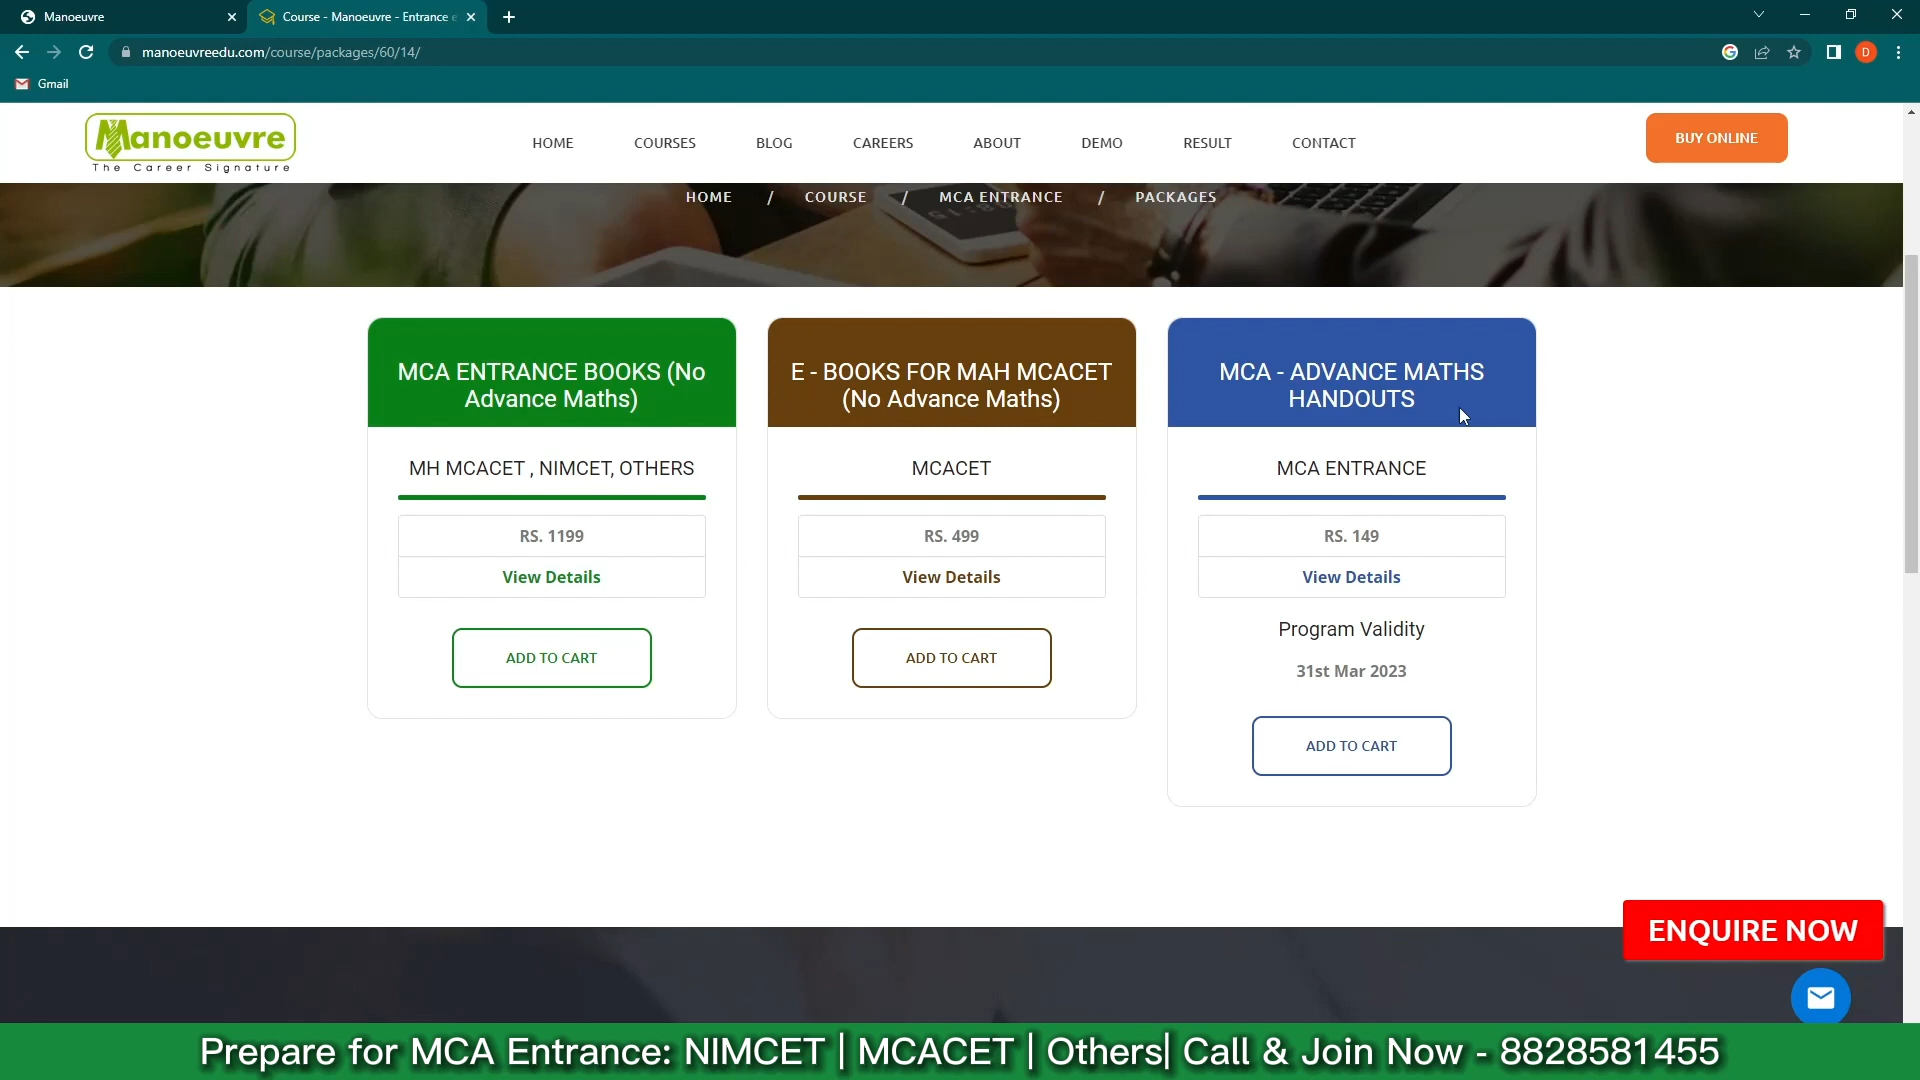 Manoeuvre
Course - Manoeuvre - Entrance e
manoeuvreedu.com/course/packages/60/14/
D
Gmail
Manoeuvre
The Career Signature
HOME
COURSES
BLOG
CAREERS
ABOUT
DEMO
RESULT
CONTACT
BUY ONLINE
HOME / COURSE / MCA ENTRANCE / PACKAGES
MCA ENTRANCE BOOKS (No
Advance Maths)
MH MCACET , NIMCET, OTHERS
RS. 1199
View Details
ADD TO CART
E - BOOKS FOR MAH MCACET
(No Advance Maths)
MCACET
RS. 499
View Details
ADD TO CART
MCA - ADVANCE MATHS
HANDOUTS
MCA ENTRANCE
RS. 149
View Details
Program Validity
31st Mar 2023
ADD TO CART
ENQUIRE NOW
Prepare for MCA Entrance: NIMCET | MCACET | Others| Call & Join Now - 8828581455